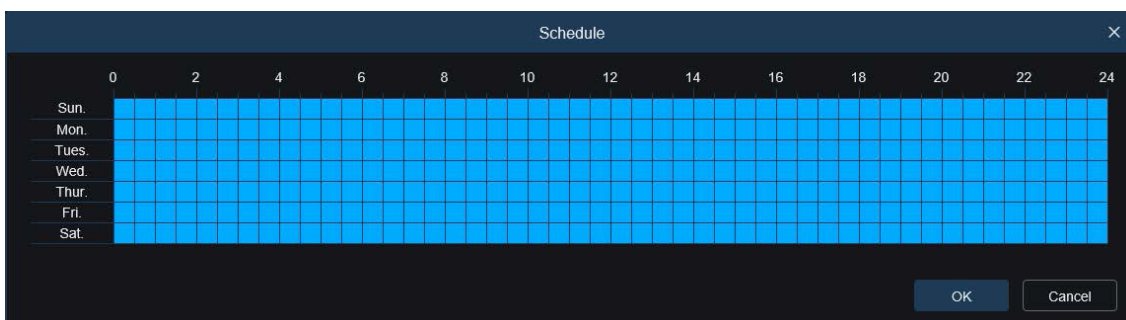 Schedule
0 2 4 6 8 10 12 14 16 18 20 22 24
Sun.
Mon.
Tues.
Wed.
Thur.
Fri.
Sat.
OK Cancel